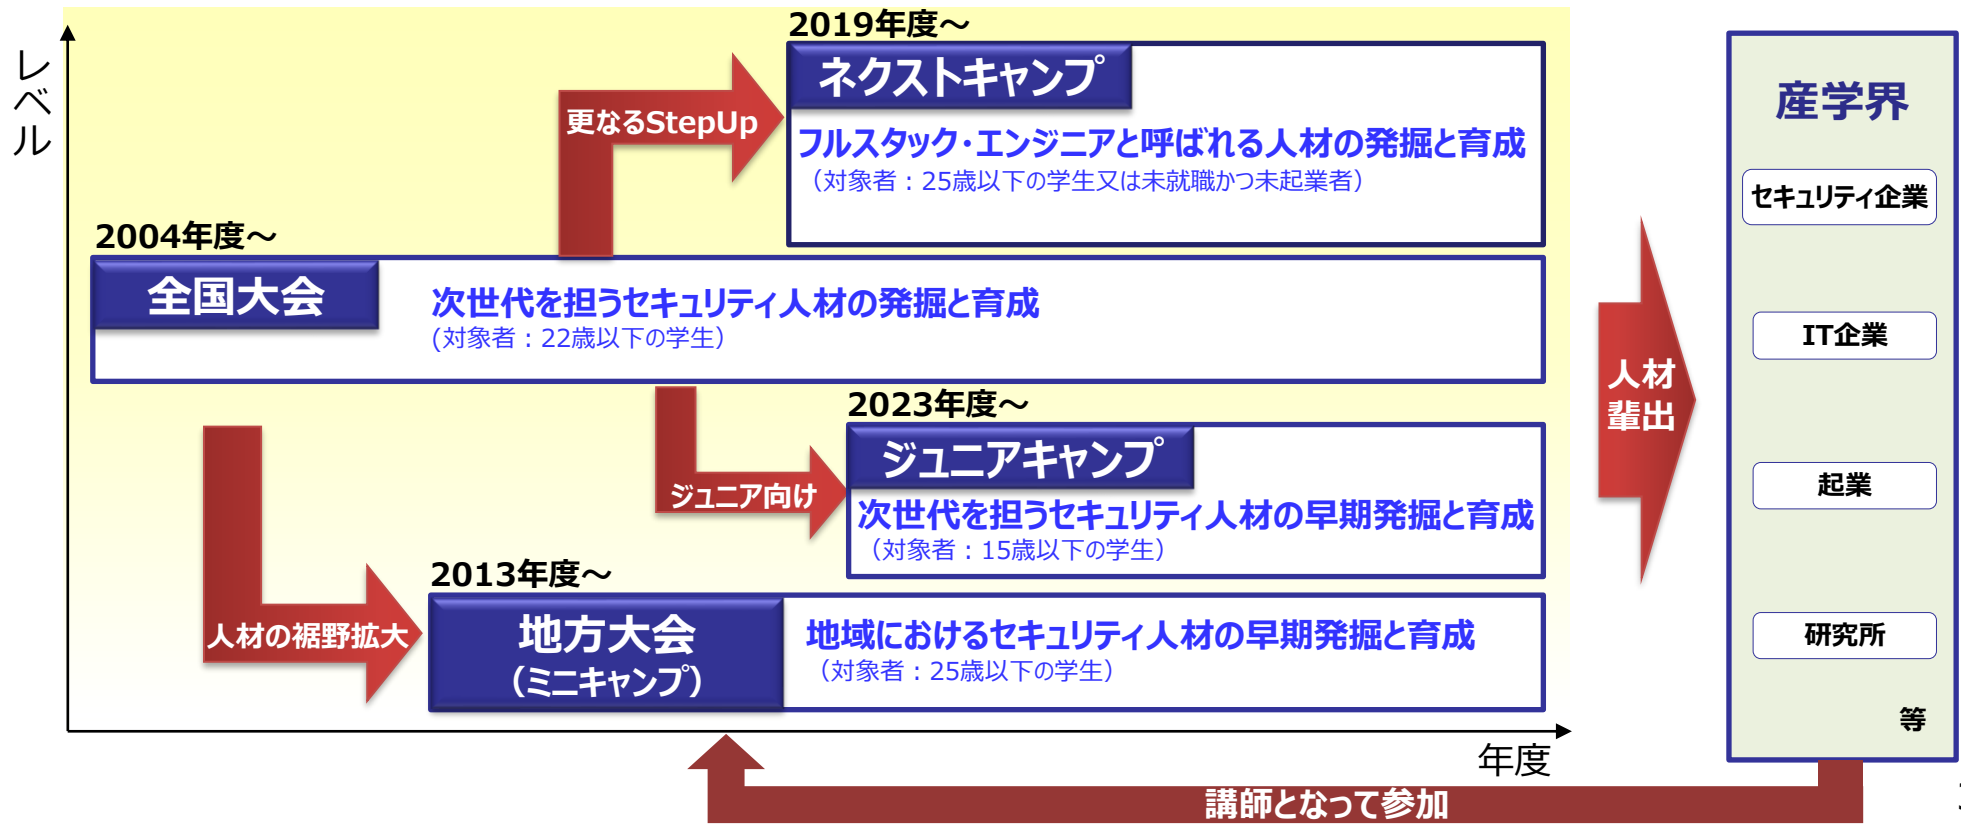 レベル
2019年度～
ネクストキャンプ
フルスタック・エンジニアと呼ばれる人材の発掘と育成
（対象者：25歳以下の学生又は未就職かつ未起業者）
更なるStepUp
2004年度～
全国大会
次世代を担うセキュリティ人材の発掘と育成
(対象者：22歳以下の学生）
2023年度～
ジュニアキャンプ
次世代を担うセキュリティ人材の早期発掘と育成
（対象者：15歳以下の学生）
ジュニア向け
2013年度～
人材の裾野拡大
地方大会
（ミニキャンプ）
地域におけるセキュリティ人材の早期発掘と育成
（対象者：25歳以下の学生）
年度
人材
輩出
産学界
セキュリティ企業
IT企業
起業
研究所
等
講師となって参加